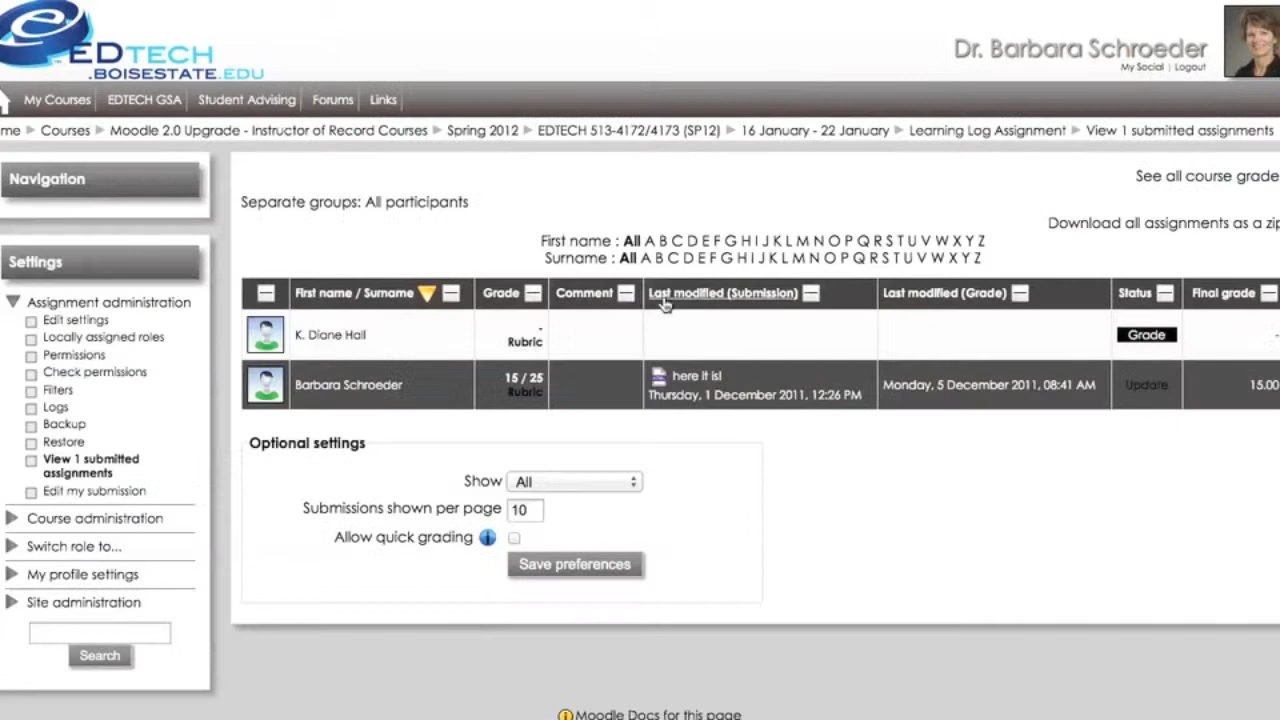 EDTECH
.BOISESTATE.EDU
Dr. Barbara Schroeder
My Social | Logout
My Courses EDTECH GSA Student Advising Forums Links
me Courses Moodle 2.0 Upgrade - Instructor of Record Courses Spring 2012 EDTECH 513-4172/4173 (SP12) 16 January - 22 January Learning Log Assignment View 1 submitted assignments
Navigation
Settings
Assignment administration
Edit settings
Locally assigned roles
Permissions
Check permissions
Filters
Logs
Backup
Restore
View 1 submitted
assignments
Edit my submission
Course administration
Switch role to...
My profile settings
Site administration
Search
See all course grade
Separate groups: All participants
Download all assignments as a zip
First name : All A B C D E F G H I J K L M N O P Q R S T U V W X Y Z
Surname : All A B C D E F G H I J K L M N O P Q R S T U V W X Y Z
First name / Surname Grade Comment Last modified (Submission) Last modified (Grade) Status Final grade
K. Diane Hall - Rubric Grade -
Barbara Schroeder 15 / 25 Rubric here it is! Thursday, 1 December 2011, 12:26 PM Monday, 5 December 2011, 08:41 AM Update 15.00
Optional settings
Show All
Submissions shown per page 10
Allow quick grading
Save preferences
Moodle Docs for this page